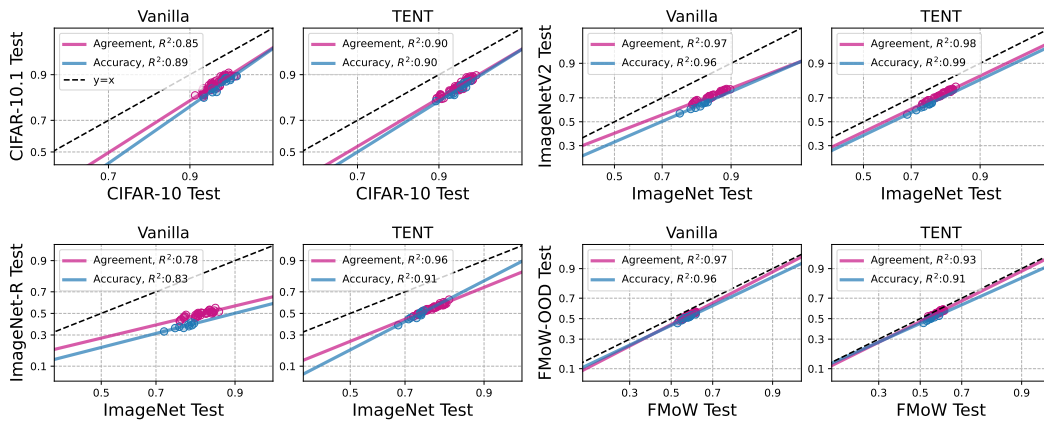 Vanilla
CIFAR-10.1 Test
0.9
0.7
0.5
Agreement, R²:0.85
Accuracy, R²:0.89
y=x
0.7
0.9
CIFAR-10 Test
TENT
0.9
0.7
0.5
Agreement, R²:0.90
Accuracy, R²:0.90
0.7
0.9
CIFAR-10 Test
Vanilla
ImageNetV2 Test
0.9
0.7
0.5
0.3
Agreement, R²:0.97
Accuracy, R²:0.96
0.5
0.7
0.9
ImageNet Test
TENT
0.9
0.7
0.5
0.3
Agreement, R²:0.98
Accuracy, R²:0.99
0.5
0.7
0.9
ImageNet Test
Vanilla
ImageNet-R Test
0.9
0.7
0.5
0.3
0.1
Agreement, R²:0.78
Accuracy, R²:0.83
0.5
0.7
0.9
ImageNet Test
TENT
0.9
0.7
0.5
0.3
0.1
Agreement, R²:0.96
Accuracy, R²:0.91
0.5
0.7
0.9
ImageNet Test
Vanilla
FMoW-OOD Test
0.9
0.7
0.5
0.3
0.1
Agreement, R²:0.97
Accuracy, R²:0.96
0.3
0.5
0.7
0.9
FMoW Test
TENT
0.9
0.7
0.5
0.3
0.1
Agreement, R²:0.93
Accuracy, R²:0.91
0.3
0.5
0.7
0.9
FMoW Test